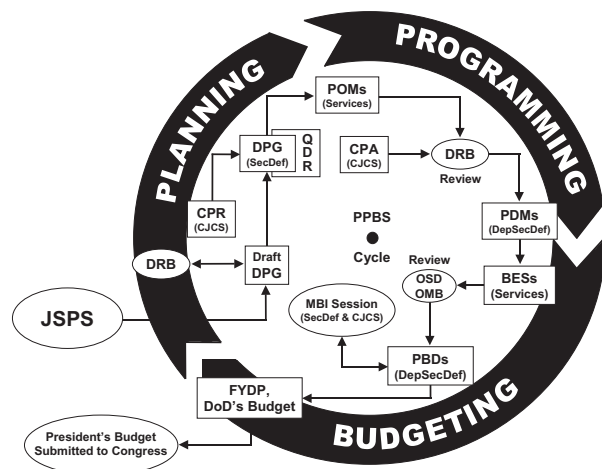 PLANNING
PROGRAMMING
BUDGETING
POMs
(Services)
DPG
(SecDef)
Q
D
R
CPA
(CJCS)
DRB
Review
CPR
(CJCS)
PPBS
Cycle
PDMs
(DepSecDef)
DRB
Draft
DPG
Review
OSD
OMB
BESs
(Services)
JSPS
MBI Session
(SecDef & CJCS)
PBDs
(DepSecDef)
FYDP,
DoD's Budget
President's Budget
Submitted to Congress